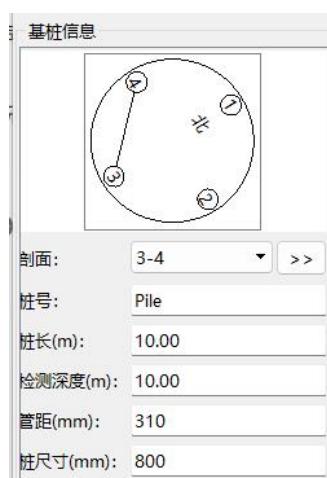 基桩信息
4
1
北
3
2
剖面: 3-4 >>
桩号: Pile
桩长(m): 10.00
检测深度(m): 10.00
管距(mm): 310
桩尺寸(mm): 800